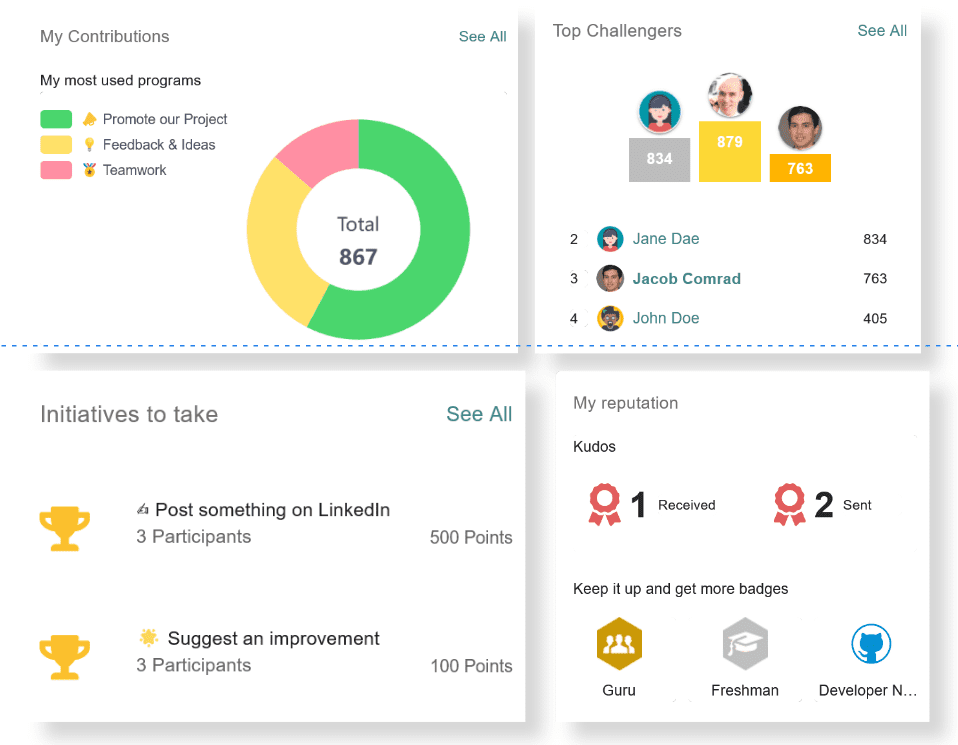 My Contributions
See All
My most used programs
Promote our Project
Feedback & Ideas
Teamwork
Total
867
Top Challengers
See All
834
879
763
2 Jane Dae 834
3 Jacob Comrad 763
4 John Doe 405
Initiatives to take
See All
✍ Post something on LinkedIn
3 Participants
500 Points
Suggest an improvement
3 Participants
100 Points
My reputation
Kudos
1 Received
2 Sent
Keep it up and get more badges
Guru
Freshman
Developer N...